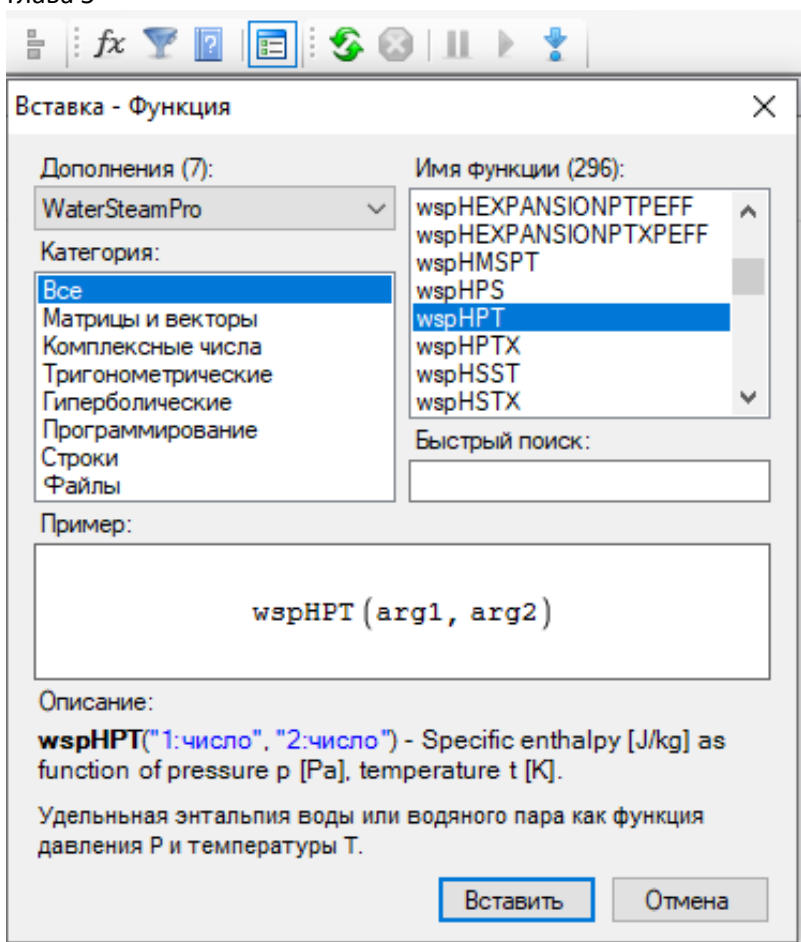 Глава 5
fx
Вставка - Функция
Дополнения (7):
WaterSteamPro
Категория:
Все
Матрицы и векторы
Комплексные числа
Тригонометрические
Гиперболические
Программирование
Строки
Файлы
Имя функции (296):
wspHEXPANSIONPTPEFF
wspHEXPANSIONPTXPEFF
wspHMSPT
wspHPS
wspHPT
wspHPTX
wspHSST
wspHSTX
Быстрый поиск:
Пример:
wspHPT(arg1, arg2)
Описание:
wspHPT("1:число", "2:число") - Specific enthalpy [J/kg] as
function of pressure p [Pa], temperature t [K].
Удельньная энтальпия воды или водяного пара как функция
давления P и температуры T.
Вставить
Отмена